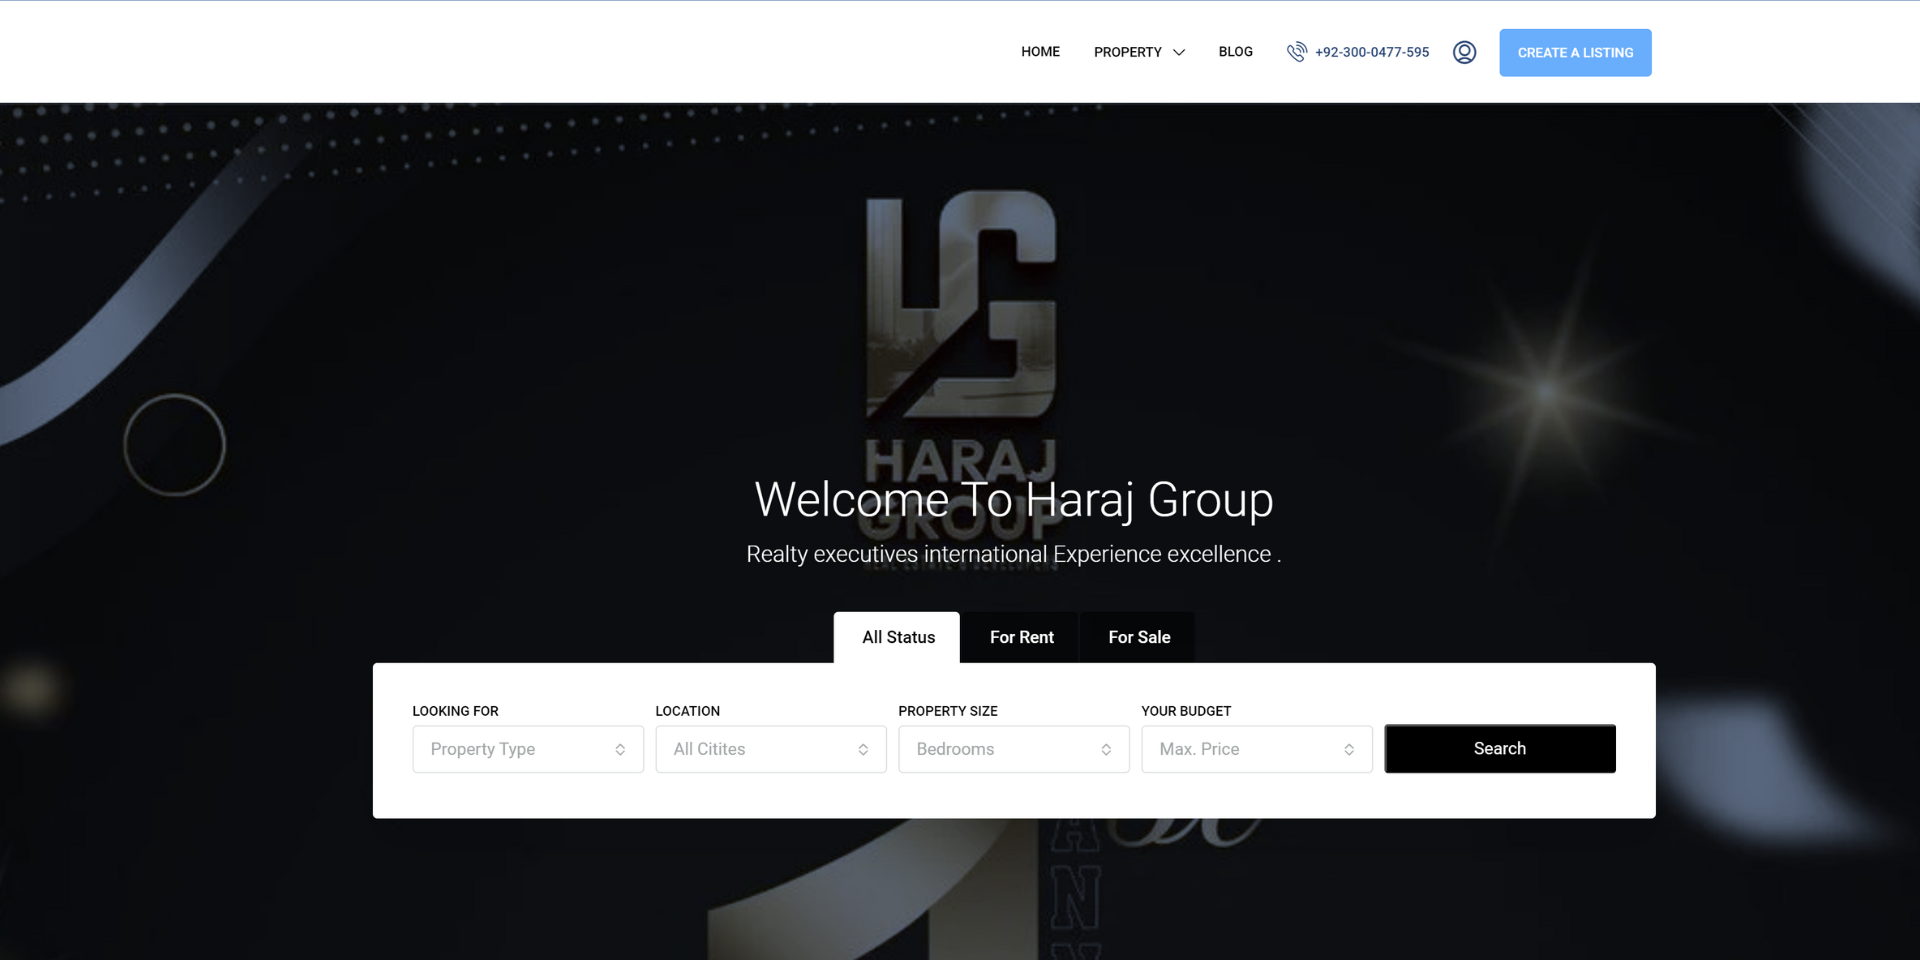 HOME
PROPERTY
BLOG
+92-300-0477-595
CREATE A LISTING
HARAJ
GROUP
Welcome To Haraj Group
Realty executives international Experience excellence .
All Status
For Rent
For Sale
LOOKING FOR
LOCATION
PROPERTY SIZE
YOUR BUDGET
Property Type
All Citites
Bedrooms
Max. Price
Search